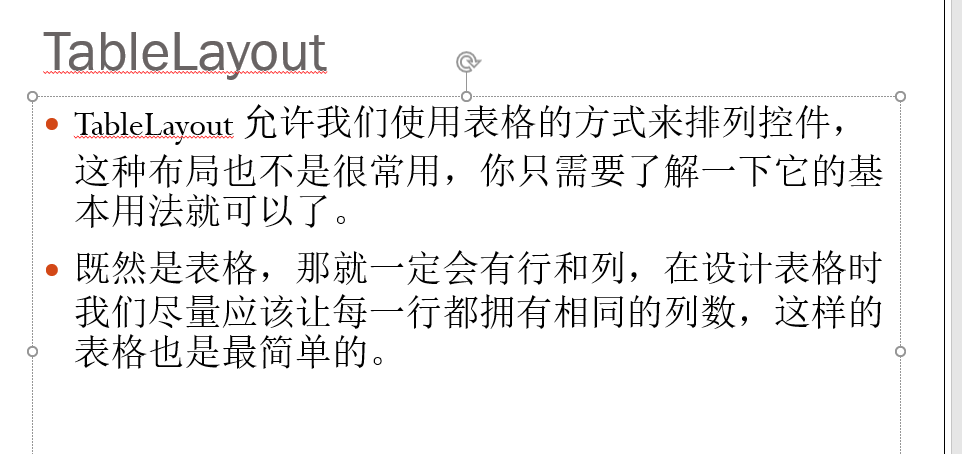 TableLayout
TableLayout 允许我们使用表格的方式来排列控件，
这种布局也不是很常用，你只需要了解一下它的基
本用法就可以了。
既然是表格，那就一定会有行和列，在设计表格时
我们尽量应该让每一行都拥有相同的列数，这样的
表格也是最简单的。